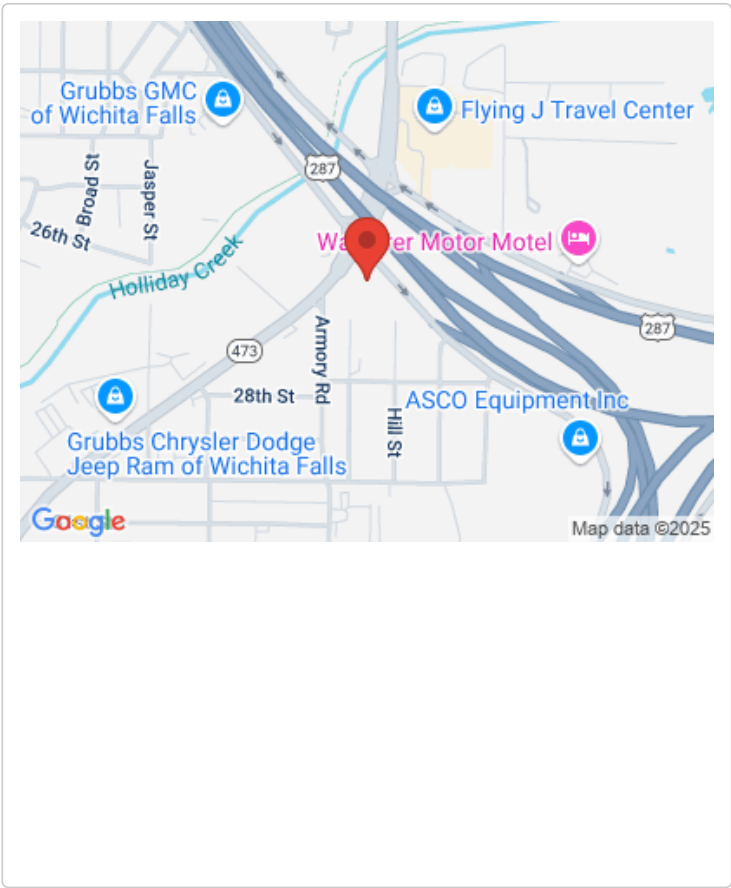 Grubbs GMC
of Wichita Falls
Flying J Travel Center
287
Broad St
Jasper St
26th St
Motor Motel
Holliday Creek
287
473
Armory Rd
28th St
ASCO Equipment Inc
Hill St
Grubbs Chrysler Dodge
Jeep Ram of Wichita Falls
Google
Map data ©2025